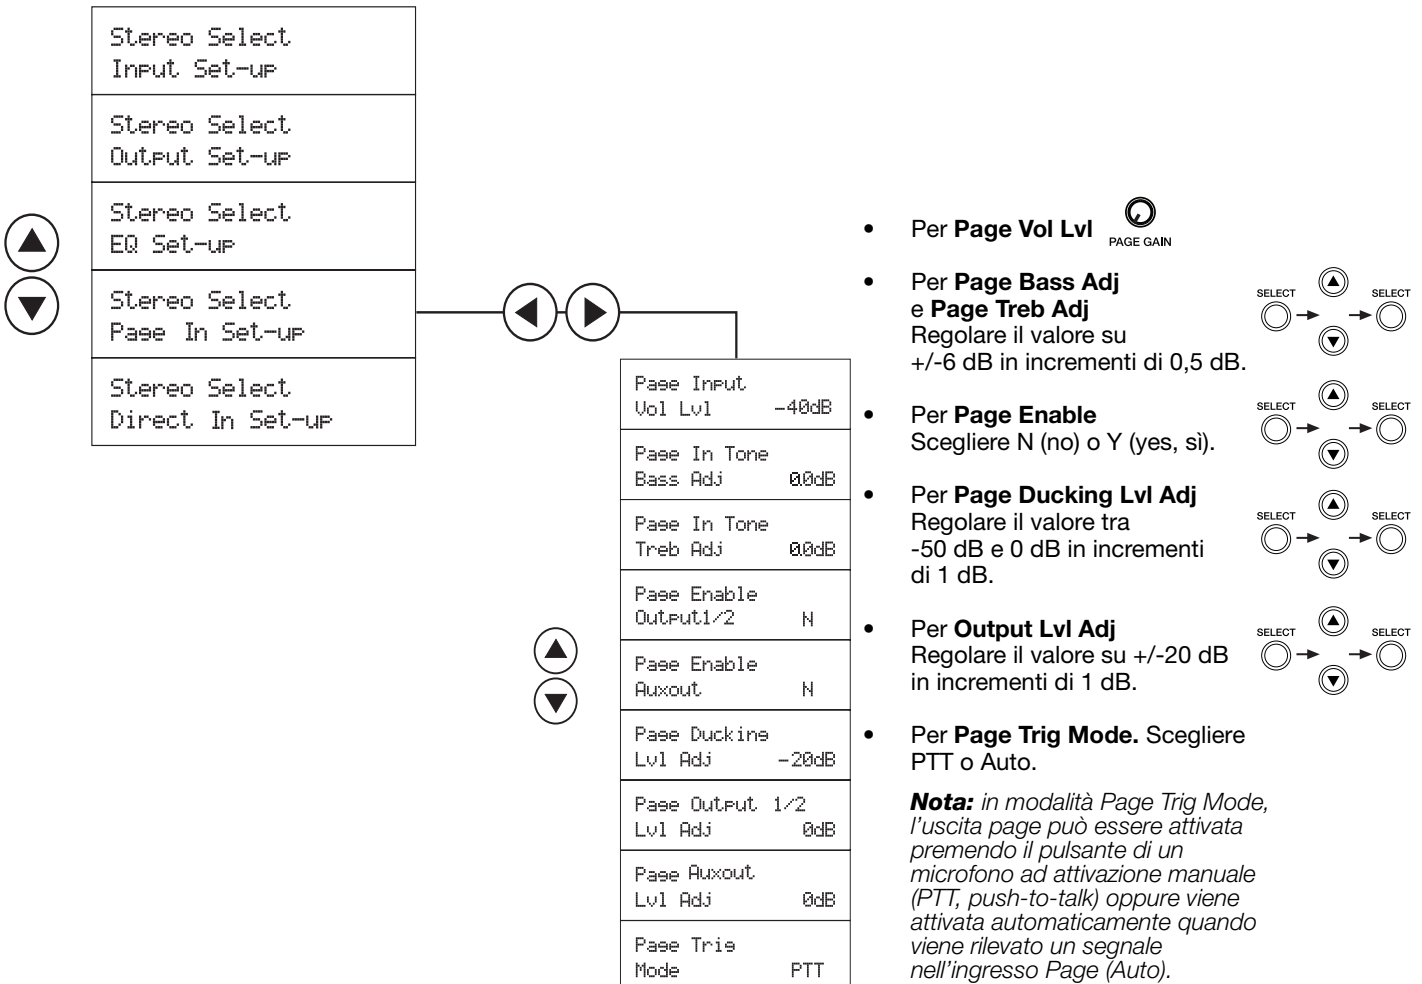 Stereo Select
Input Set-up
Stereo Select
Output Set-up
Stereo Select
EQ Set-up
Stereo Select
Page In Set-up
Stereo Select
Direct In Set-up
Page Input
Vol Lvl -40dB
Page In Tone
Bass Adj 0.0dB
Page In Tone
Treb Adj 0.0dB
Page Enable
Output1/2 N
Page Enable
Auxout N
Page Ducking
Lvl Adj -20dB
Page Output 1/2
Lvl Adj 0dB
Page Auxout
Lvl Adj 0dB
Page Trig
Mode PTT
• Per Page Vol Lvl
PAGE GAIN
• Per Page Bass Adj
e Page Treb Adj
Regolare il valore su
+/-6 dB in incrementi di 0,5 dB.
SELECT SELECT
• Per Page Enable
Scegliere N (no) o Y (yes, sì).
SELECT SELECT
• Per Page Ducking Lvl Adj
Regolare il valore tra
-50 dB e 0 dB in incrementi
di 1 dB.
SELECT SELECT
• Per Output Lvl Adj
Regolare il valore su +/-20 dB
in incrementi di 1 dB.
SELECT SELECT
• Per Page Trig Mode. Scegliere
PTT o Auto.
Nota: in modalità Page Trig Mode,
l'uscita page può essere attivata
premendo il pulsante di un
microfono ad attivazione manuale
(PTT, push-to-talk) oppure viene
attivata automaticamente quando
viene rilevato un segnale
nell'ingresso Page (Auto).